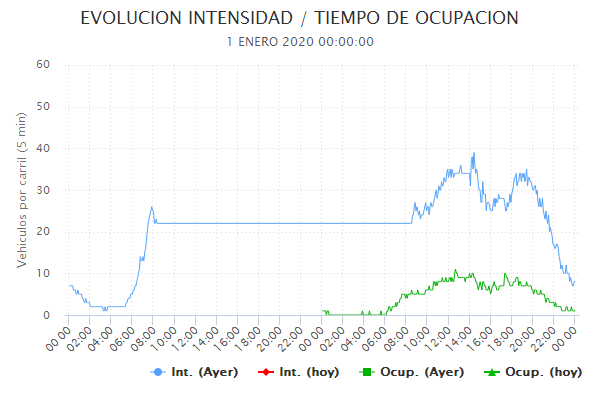 EVOLUCION INTENSIDAD / TIEMPO DE OCUPACION
1 ENERO 2020 00:00:00
Vehiculos por carril (5 min)
60
50
40
30
20
10
0
00:00 02:00 04:00 06:00 08:00 10:00 12:00 14:00 16:00 18:00 20:00 22:00 00:00 02:00 04:00 06:00 08:00 10:00 12:00 14:00 16:00 18:00 20:00 22:00 00:00
Int. (Ayer) Int. (hoy) Ocup. (Ayer) Ocup. (hoy)